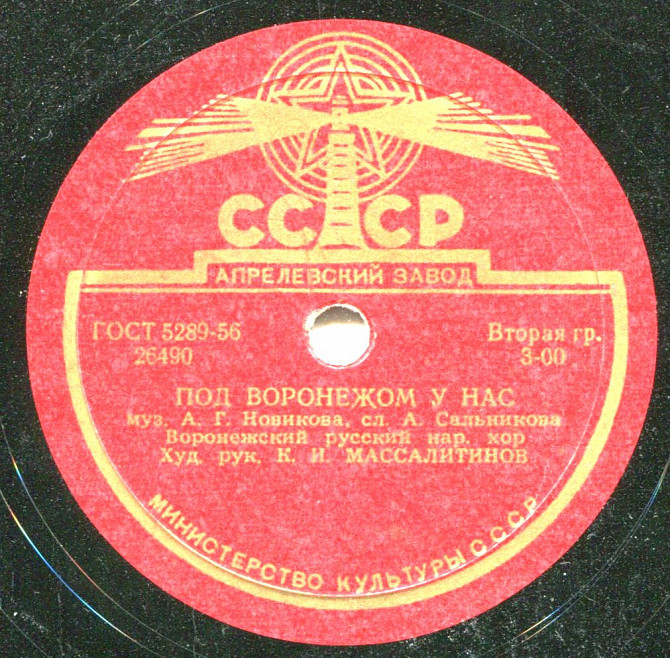 СССР
АПРЕЛЕВСКИЙ ЗАВОД
ГОСТ 5289-56
26490
Вторая гр.
3-00
ПОД ВОРОНЕЖОМ У НАС
муз. А. Г. Новикова, сл. А. Сальникова
Воронежский русский нар. хор
Худ. рук. К. И. МАССАЛИТИНОВ
МИНИСТЕРСТВО КУЛЬТУРЫ С С С Р